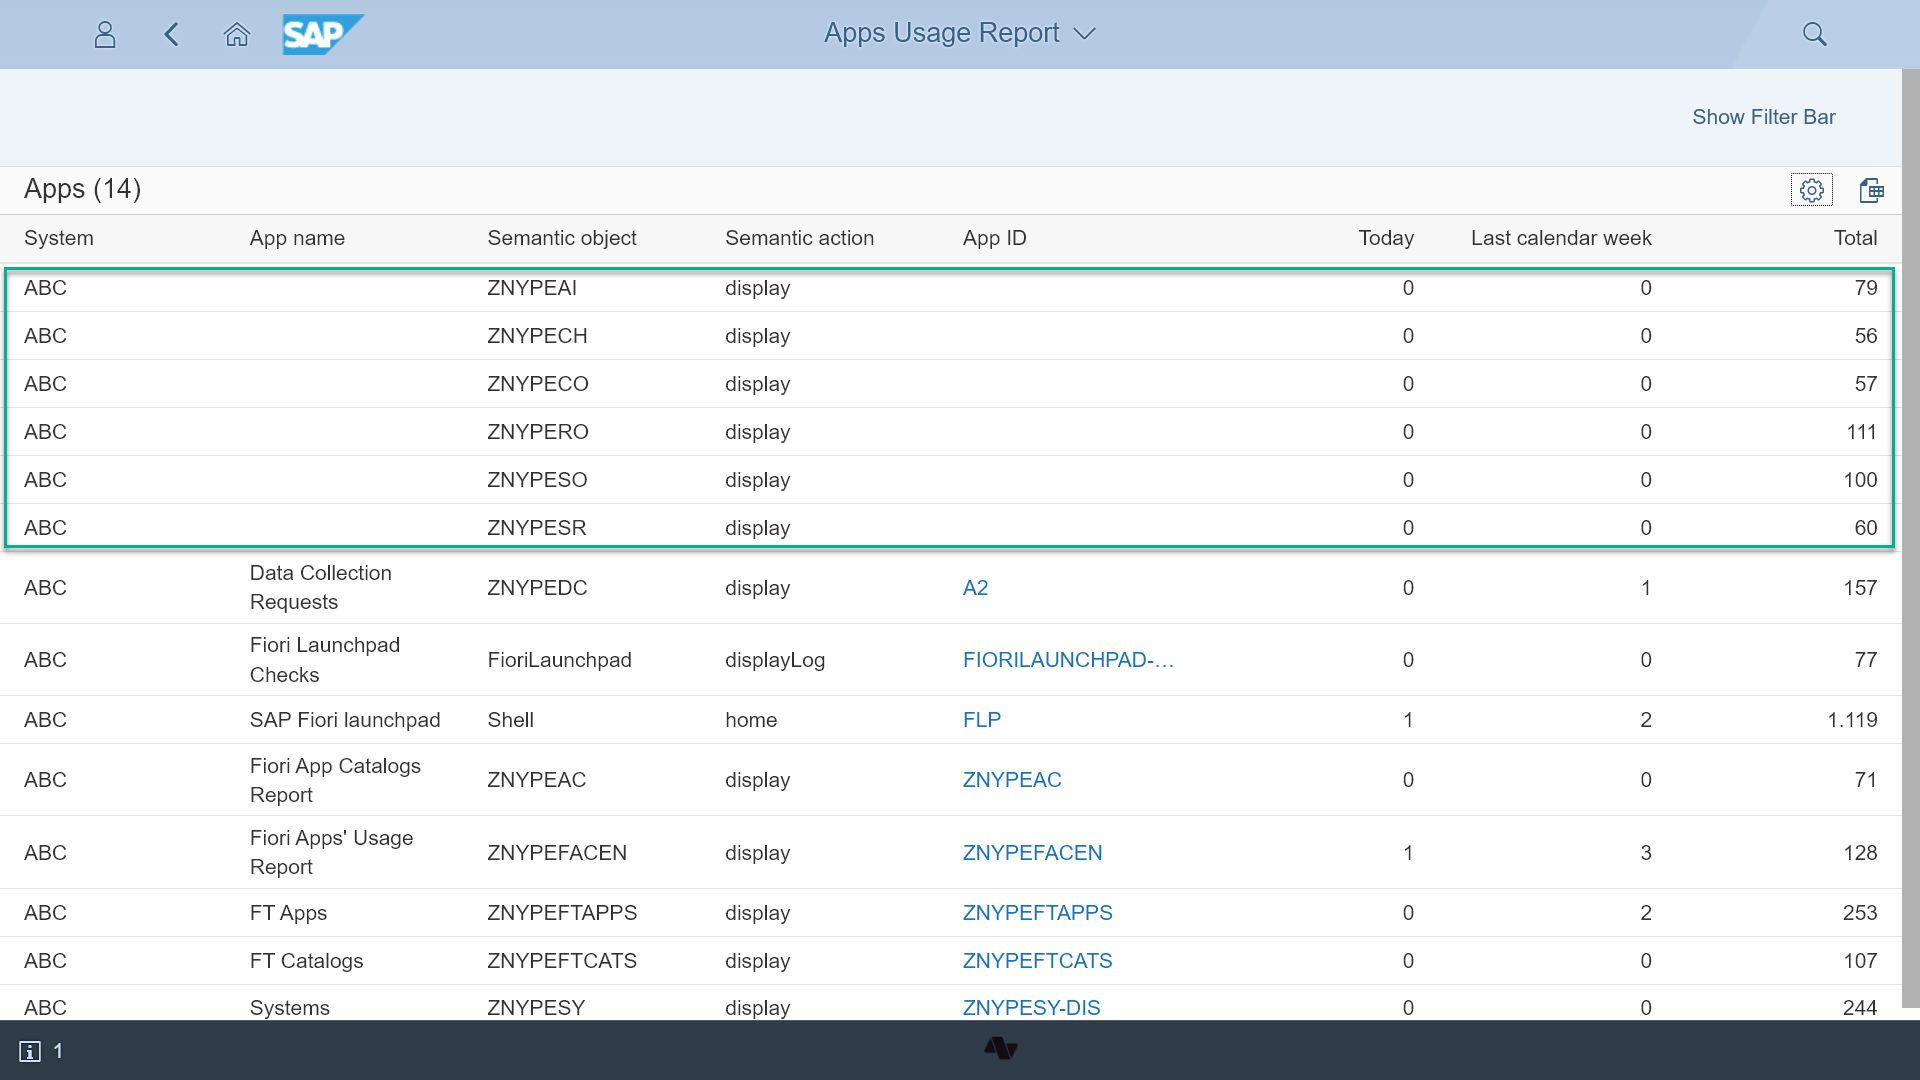 SAP Apps Usage Report
Show Filter Bar
Apps (14)
System App name Semantic object Semantic action App ID Today Last calendar week Total
ABC ZNYPEAI display 0 0 79
ABC ZNYPECH display 0 0 56
ABC ZNYPECO display 0 0 57
ABC ZNYPERO display 0 0 111
ABC ZNYPESO display 0 0 100
ABC ZNYPESR display 0 0 60
ABC Data Collection Requests ZNYPEDC display A2 0 1 157
ABC Fiori Launchpad Checks FioriLaunchpad displayLog FIORILAUNCHPAD-... 0 0 77
ABC SAP Fiori launchpad Shell home FLP 1 2 1.119
ABC Fiori App Catalogs Report ZNYPEAC display ZNYPEAC 0 0 71
ABC Fiori Apps' Usage Report ZNYPEFACEN display ZNYPEFACEN 1 3 128
ABC FT Apps ZNYPEFTAPPS display ZNYPEFTAPPS 0 2 253
ABC FT Catalogs ZNYPEFTCATS display ZNYPEFTCATS 0 0 107
ABC Systems ZNYPESY display ZNYPESY-DIS 0 0 244
1